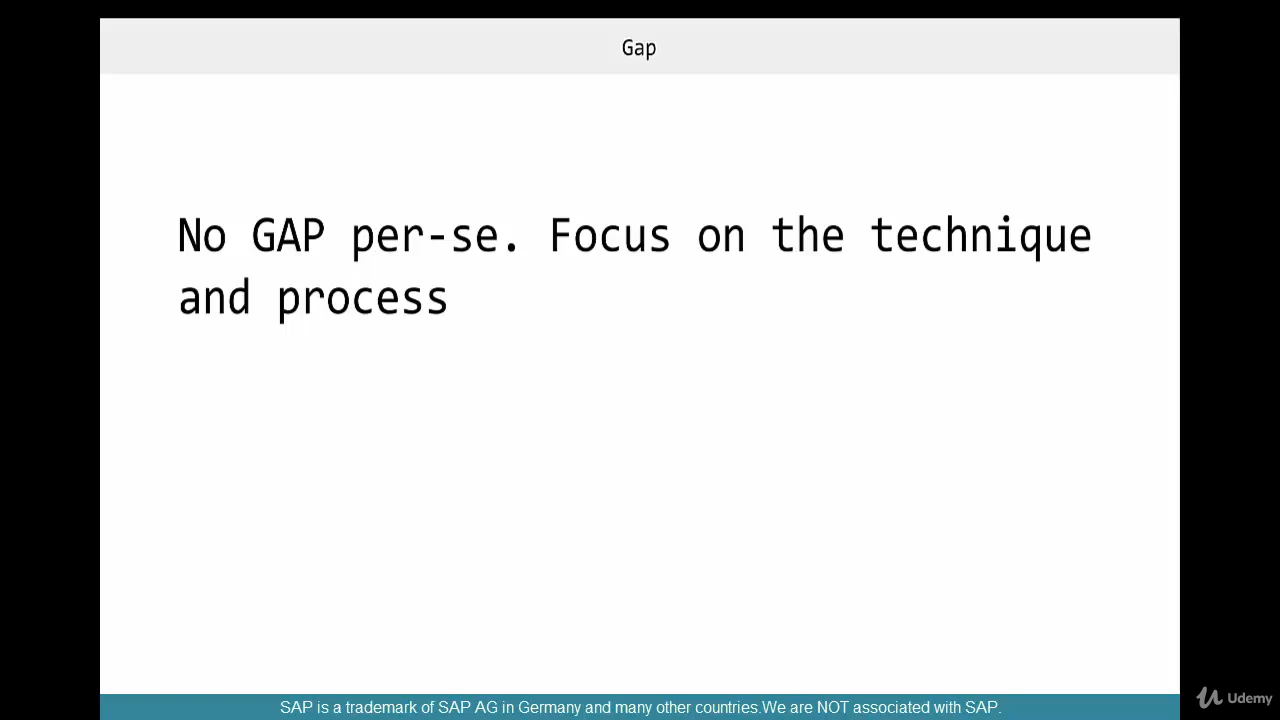 Gap
No GAP per-se. Focus on the technique
and process
SAP is a trademark of SAP AG in Germany and many other countries.We are NOT associated with SAP.
Udemy